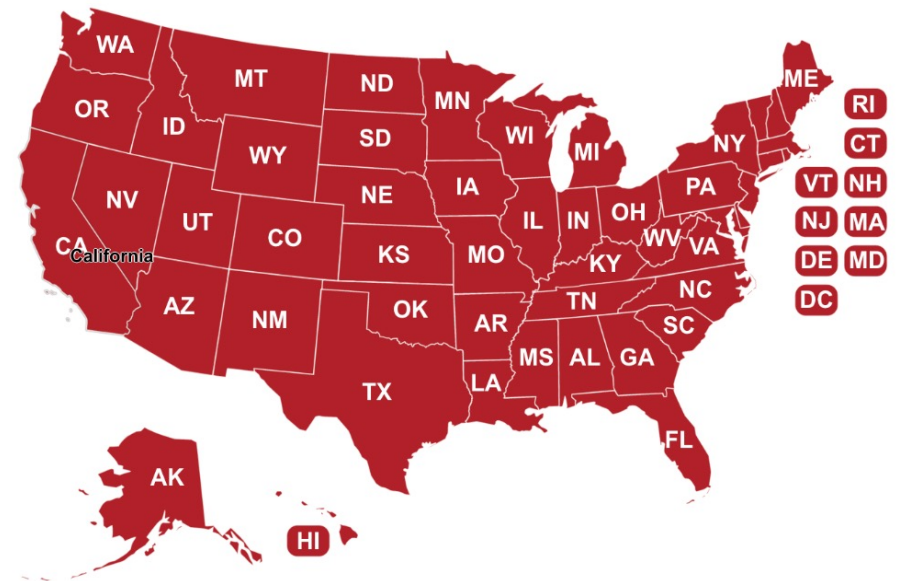 WA
MT
ND
MN
ME
OR
ID
SD
WI
MI
NY
RI
CT
WY
NE
IA
PA
VT NH
NV
UT
CO
IL
IN
OH
WV
VA
NJ MA
CA
California
KS
MO
KY
DE MD
AZ
NM
OK
AR
TN
NC
DC
SC
TX
LA
MS
AL
GA
FL
AK
HI